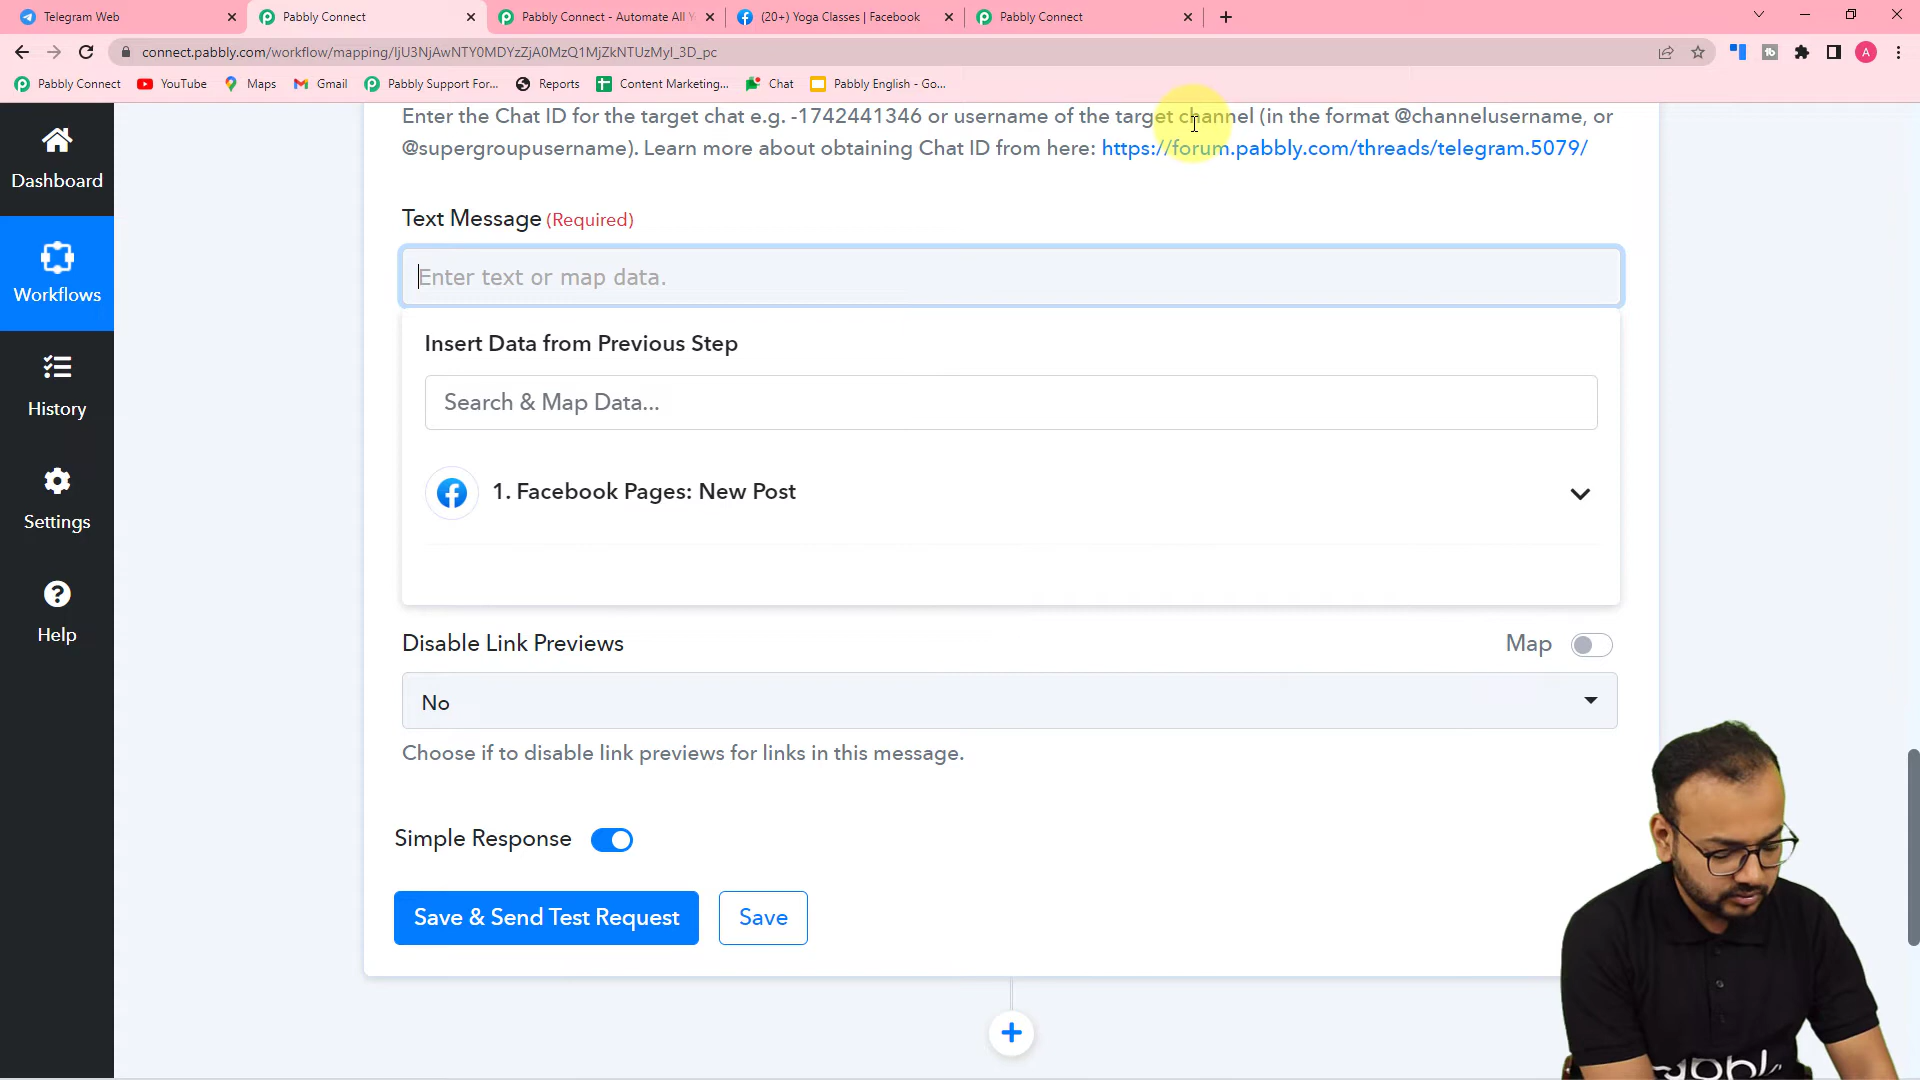 Telegram Web
Pabbly Connect
Pabbly Connect - Automate All Y
(20+) Yoga Classes | Facebook
Pabbly Connect
connect.pabbly.com/workflow/mapping/IjU3NjAwNTY0MDYzZjA0MzQ1MjZkNTUzMyI_3D_pc
A
Pabbly Connect
YouTube
Maps
Gmail
Pabbly Support For...
Reports
Content Marketing...
Chat
Pabbly English - Go...
Dashboard
Workflows
History
Settings
Help
Enter the Chat ID for the target chat e.g. -1742441346 or username of the target channel (in the format @channelusername, or
@supergroupusername). Learn more about obtaining Chat ID from here: https://forum.pabbly.com/threads/telegram.5079/
Text Message (Required)
Enter text or map data.
Insert Data from Previous Step
Search & Map Data...
1. Facebook Pages: New Post
Disable Link Previews
Map
No
Choose if to disable link previews for links in this message.
Simple Response
Save & Send Test Request
Save